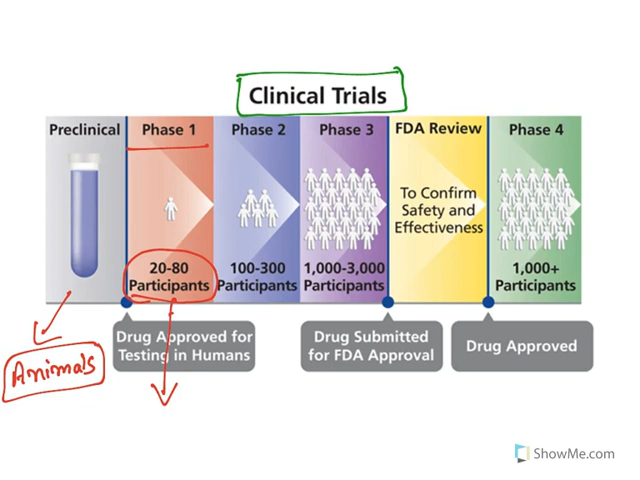 Clinical Trials
Preclinical
Phase 1
Phase 2
Phase 3
FDA Review
Phase 4
To Confirm
Safety and
Effectiveness
20-80
Participants
100-300
Participants
1,000-3,000
Participants
1,000+
Participants
Drug Approved for
Testing in Humans
Drug Submitted
for FDA Approval
Drug Approved
Animals
ShowMe.com